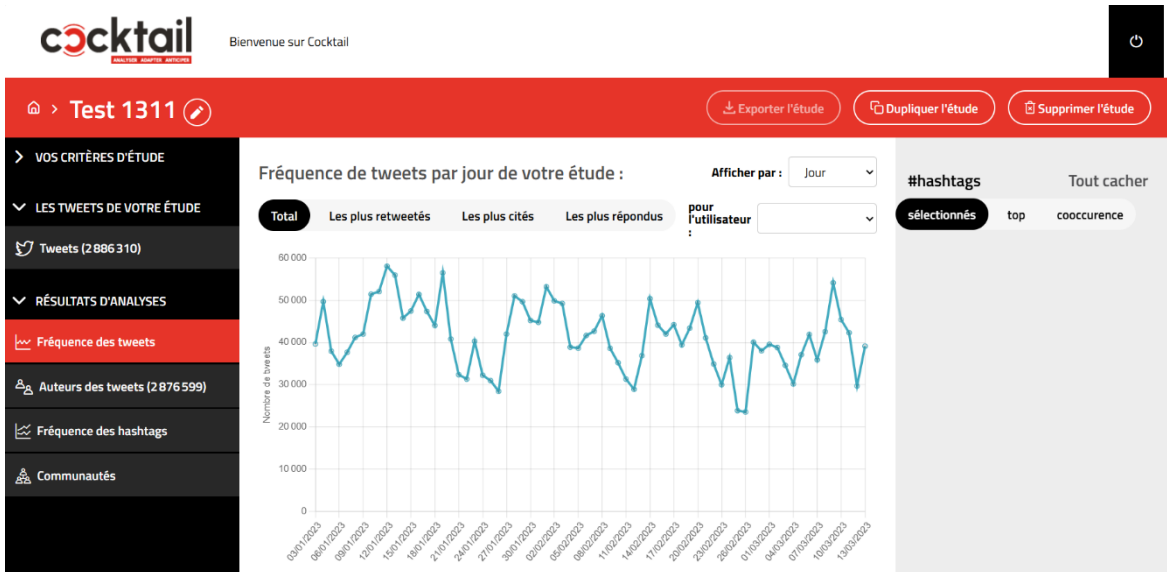 cocktail
ANALYSER ADAPTER ANTICIPER
Bienvenue sur Cocktail
> Test 1311
Exporter l'étude
Dupliquer l'étude
Supprimer l'étude
VOS CRITÈRES D'ÉTUDE
LES TWEETS DE VOTRE ÉTUDE
Tweets (2 886 310)
RÉSULTATS D'ANALYSES
Fréquence des tweets
Auteurs des tweets (2 876 599)
Fréquence des hashtags
Communautés
Fréquence de tweets par jour de votre étude :
Afficher par :
Jour
Total
Les plus retweetés
Les plus cités
Les plus répondus
pour
l'utilisateur
:
Nombre de tweets
60 000
50 000
40 000
30 000
20 000
10 000
0
03/01/2023
06/01/2023
09/01/2023
12/01/2023
15/01/2023
18/01/2023
21/01/2023
24/01/2023
27/01/2023
30/01/2023
02/02/2023
05/02/2023
08/02/2023
11/02/2023
14/02/2023
17/02/2023
20/02/2023
23/02/2023
26/02/2023
01/03/2023
04/03/2023
07/03/2023
10/03/2023
13/03/2023
#hashtags
Tout cacher
sélectionnés
top
cooccurence